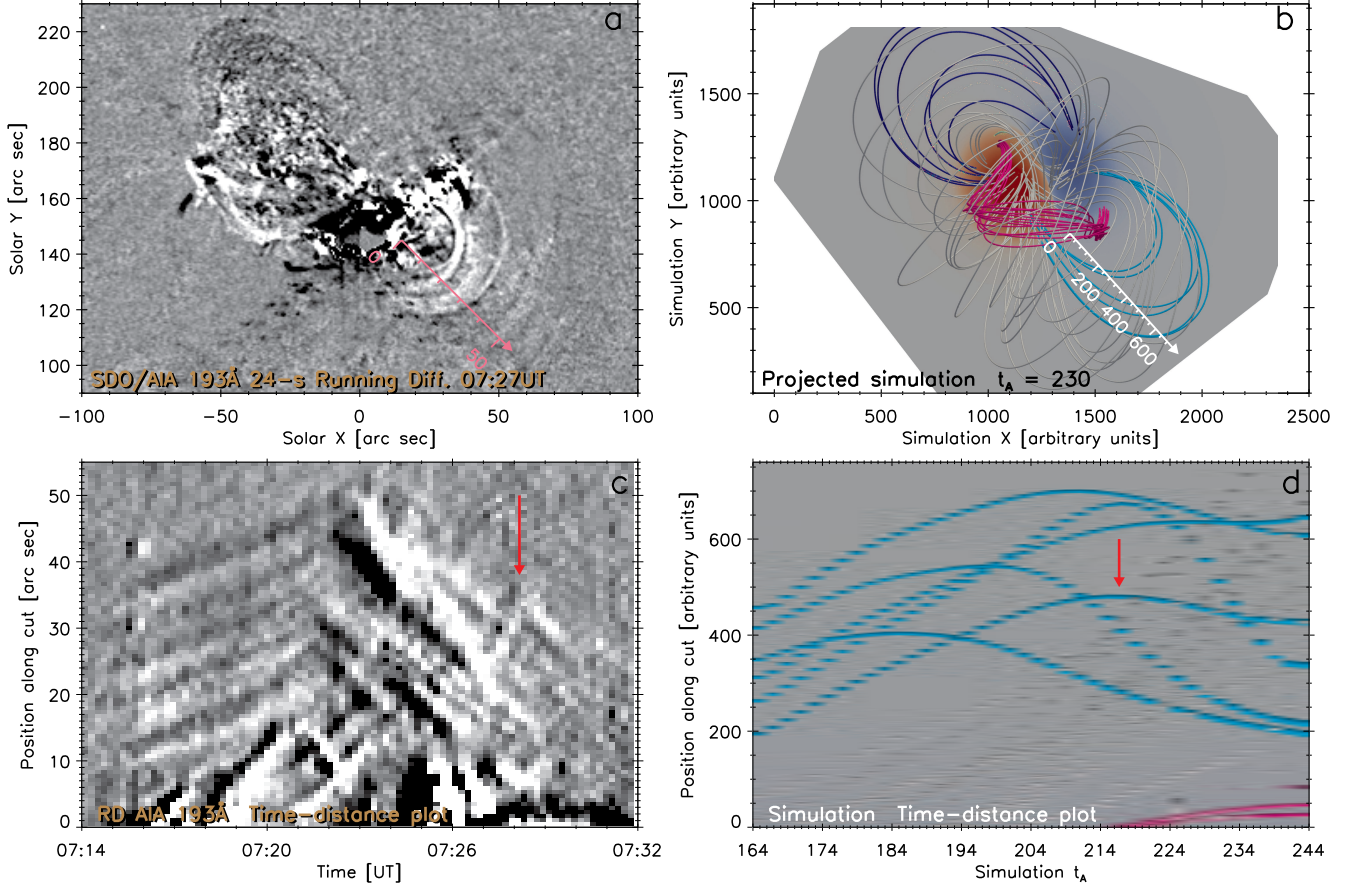 a
220
200
180
160
140
120
100
Solar Y [arc sec]
0
50
SDO/AIA 193Å 24-s Running Diff. 07:27UT
-100 -50 0 50 100
Solar X [arc sec]
b
1500
1000
500
Simulation Y [arbitrary units]
0 200 400 600
Projected simulation tA = 230
0 500 1000 1500 2000 2500
Simulation X [arbitrary units]
c
50
40
30
20
10
0
Position along cut [arc sec]
RD AIA 193Å Time-distance plot
07:14 07:20 07:26 07:32
Time [UT]
d
600
400
200
0
Position along cut [arbitrary units]
Simulation Time-distance plot
164 174 184 194 204 214 224 234 244
Simulation tA